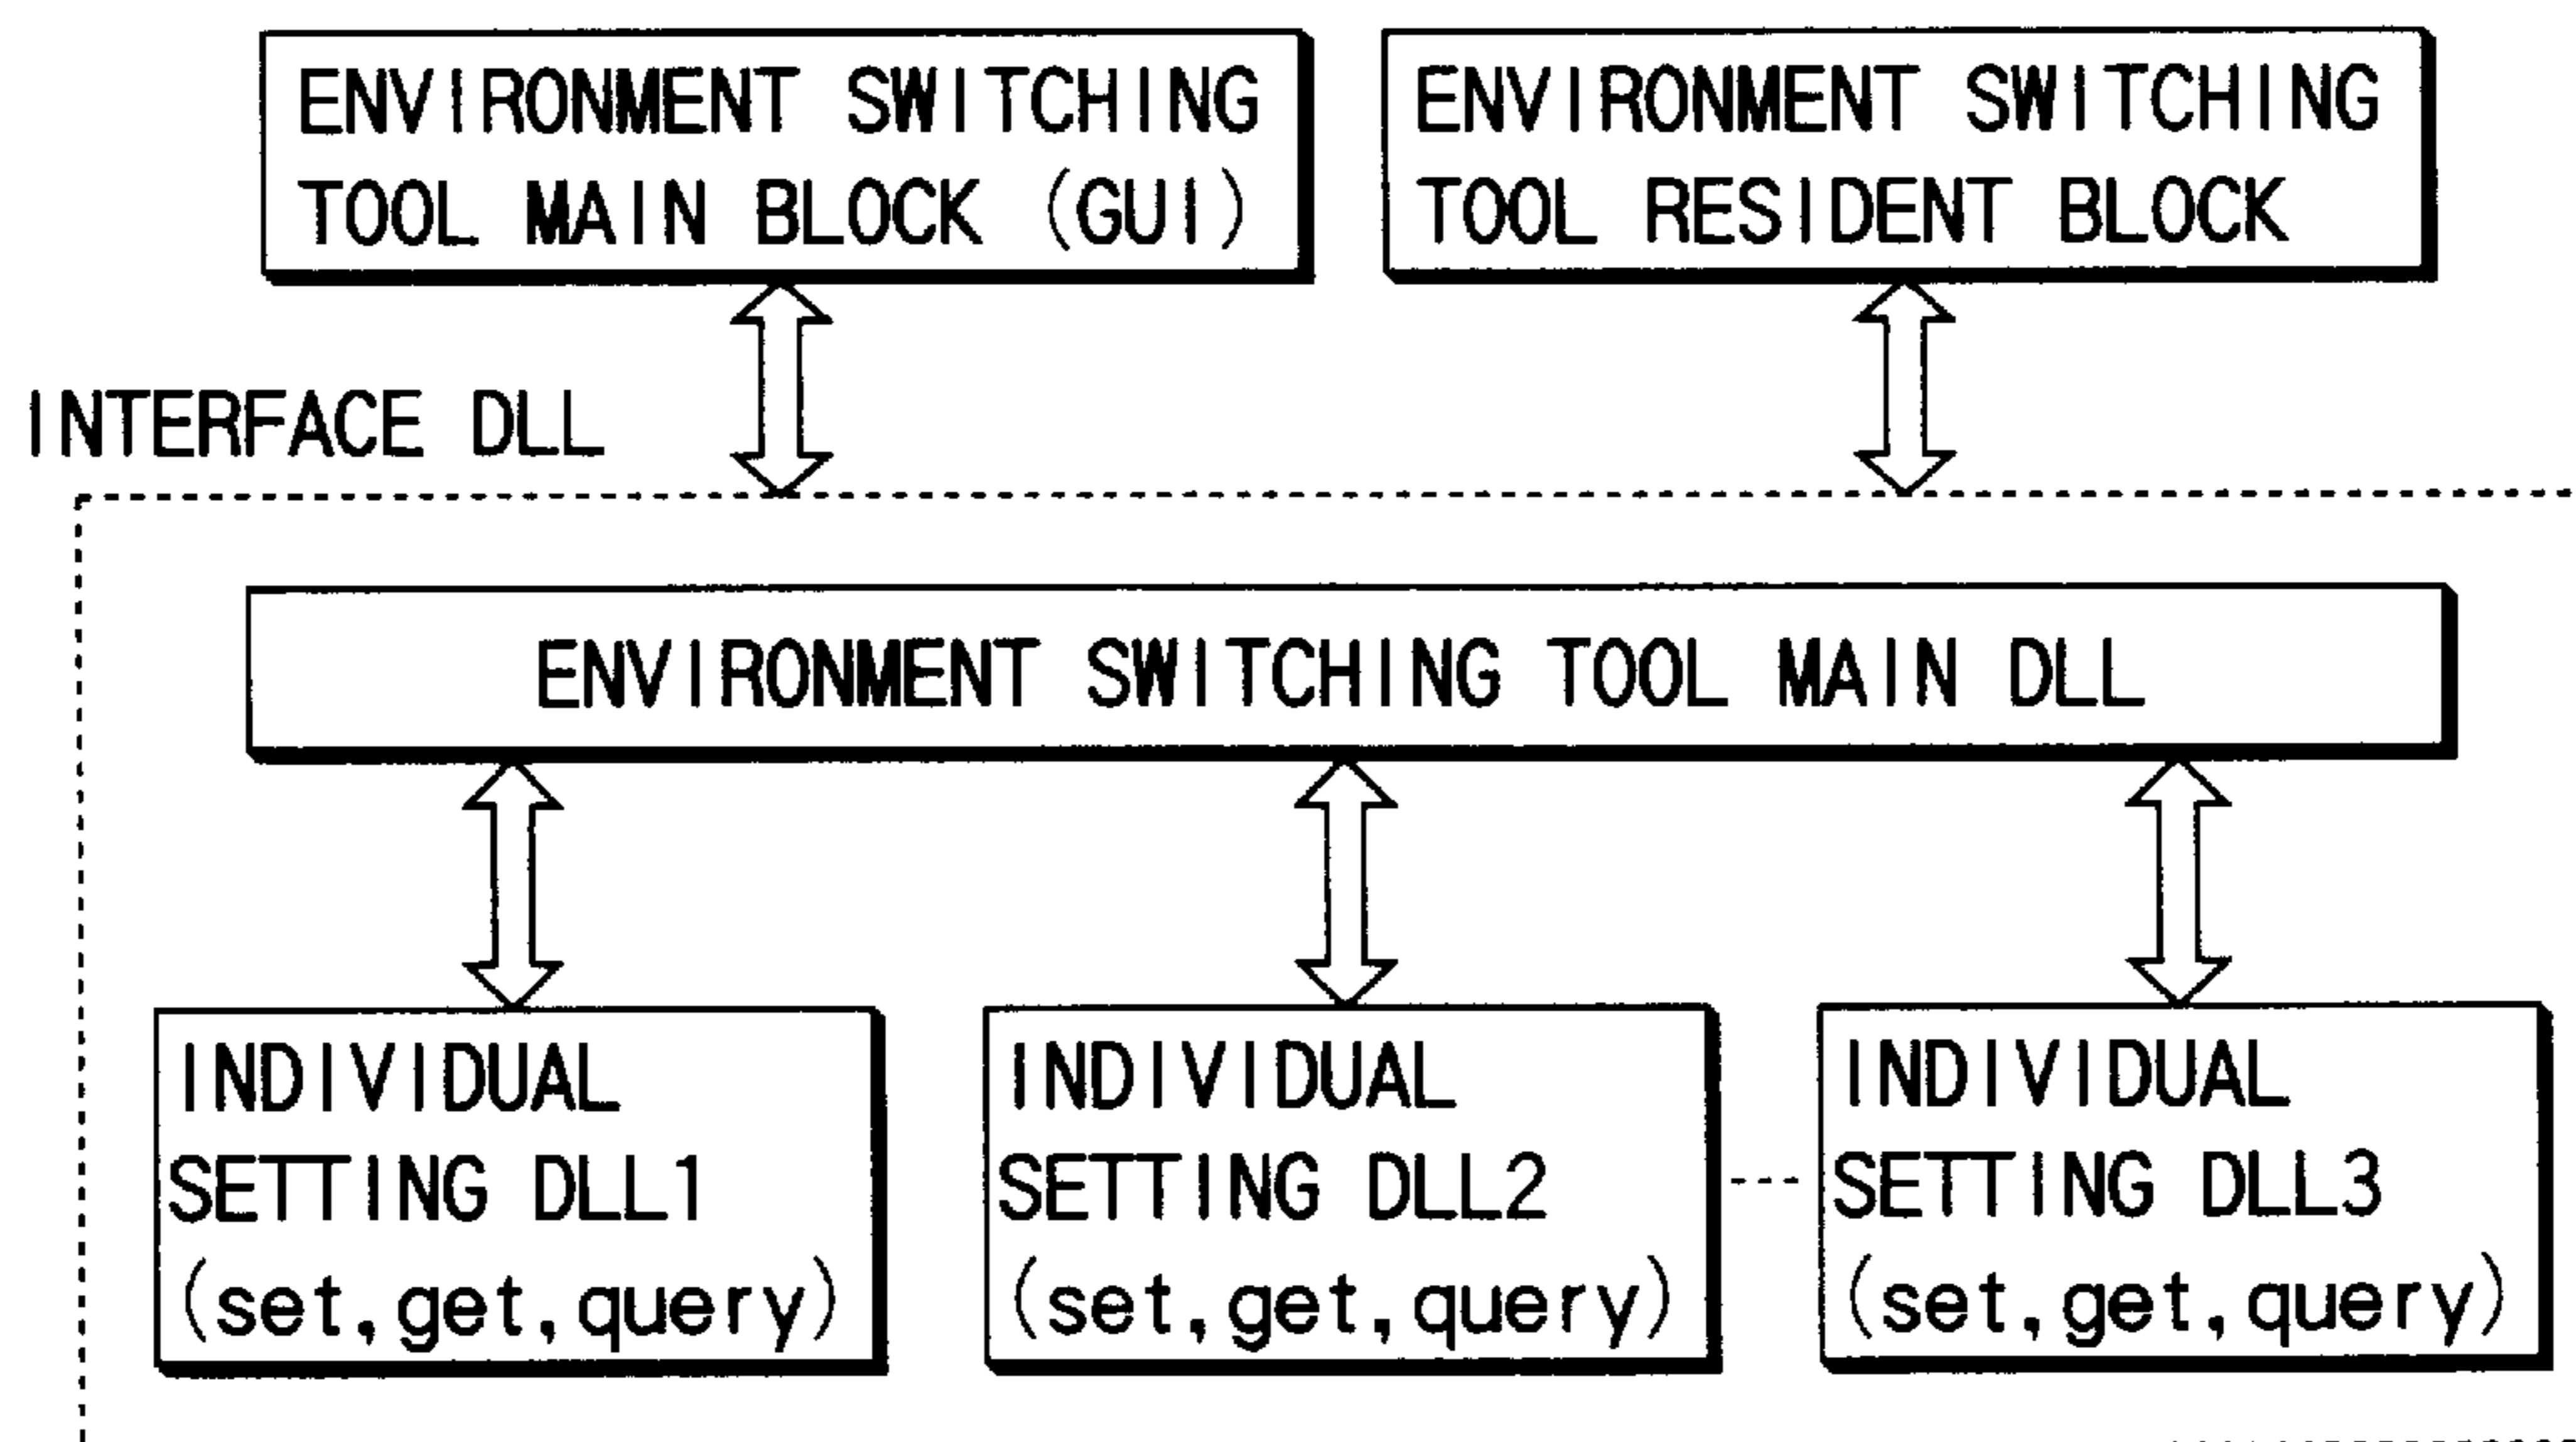 ENVIRONMENT SWITCHING
TOOL MAIN BLOCK (GUI)
ENVIRONMENT SWITCHING
TOOL RESIDENT BLOCK
INTERFACE DLL
ENVIRONMENT SWITCHING TOOL MAIN DLL
INDIVIDUAL
SETTING DLL1
(set,get,query)
INDIVIDUAL
SETTING DLL2
(set,get,query)
INDIVIDUAL
SETTING DLL3
(set,get,query)